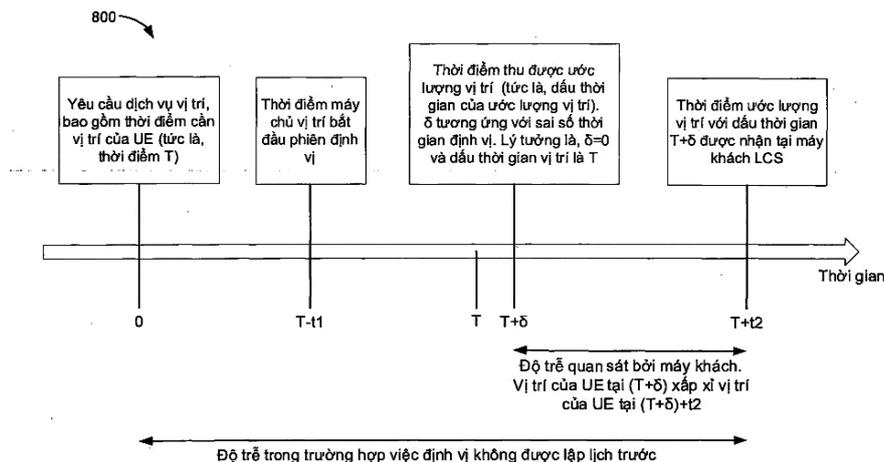 800
Yêu cầu dịch vụ vị trí,
bao gồm thời điểm cần
vị trí của UE (tức là,
thời điểm T)
Thời điểm máy
chủ vị trí bắt
đầu phiên định
vị
Thời điểm thu được ước
lượng vị trí (tức là, dấu thời
gian của ước lượng vị trí).
δ tương ứng với sai số thời
gian định vị. Lý tưởng là, δ=0
và dấu thời gian vị trí là T
Thời điểm ước lượng
vị trí với dấu thời gian
T+δ được nhận tại máy
khách LCS
Thời gian
0
T-t1
T
T+δ
T+t2
Độ trễ quan sát bởi máy khách.
Vị trí của UE tại (T+δ) xấp xỉ vị trí
của UE tại (T+δ)+t2
Độ trễ trong trường hợp việc định vị không được lập lịch trước